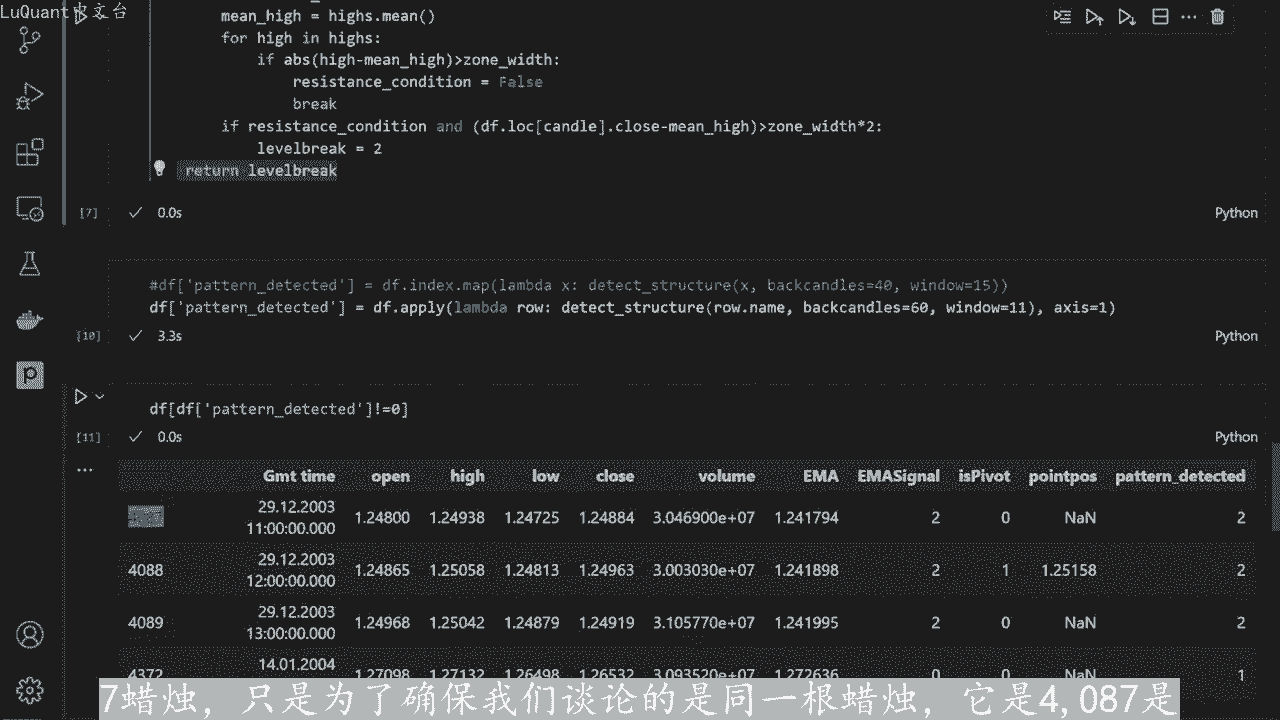 LuQuant中文台
mean_high = highs.mean()
for high in highs:
if abs(high-mean_high)>zone_width:
resistance_condition = False
break
if resistance_condition and (df.loc[candle].close-mean_high)>zone_width*2:
levelbreak = 2
return levelbreak
[7] 0.0s Python
#df['pattern_detected'] = df.index.map(lambda x: detect_structure(x, backcandles=40, window=15))
df['pattern_detected'] = df.apply(lambda row: detect_structure(row.name, backcandles=60, window=11), axis=1)
[10] 3.3s Python
df[df['pattern_detected']!=0]
[11] 0.0s Python
Gmt time open high low close volume EMA EMASignal isPivot pointpos pattern_detected
29.12.2003 11:00:00.000 1.24800 1.24938 1.24725 1.24884 3.046900e+07 1.241794 2 0 NaN 2
4088 29.12.2003 12:00:00.000 1.24865 1.25058 1.24813 1.24963 3.003030e+07 1.241898 2 1 1.25158 2
4089 29.12.2003 13:00:00.000 1.24968 1.25042 1.24879 1.24919 3.105770e+07 1.241995 2 0 NaN 2
4372 14.01.2004 1.27098 1.27132 1.26498 1.26532 3.093520e+07 1.272636 0 0 NaN 1
7蜡烛，只是为了确保我们谈论的是同一根蜡烛，它是4,087是